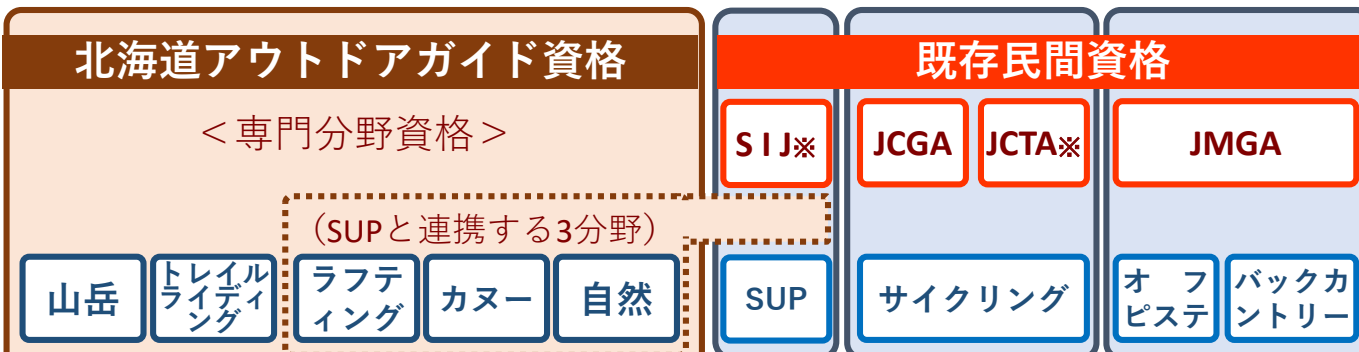 北海道アウトドアガイド資格
既存民間資格
＜専門分野資格＞
SIJ※
JCGA
JCTA※
JMGA
（SUPと連携する3分野）
山岳
トレイル
ライディ
ング
ラフテ
ィング
カヌー
自然
SUP
サイクリング
オフ
ピステ
バックカ
ントリー